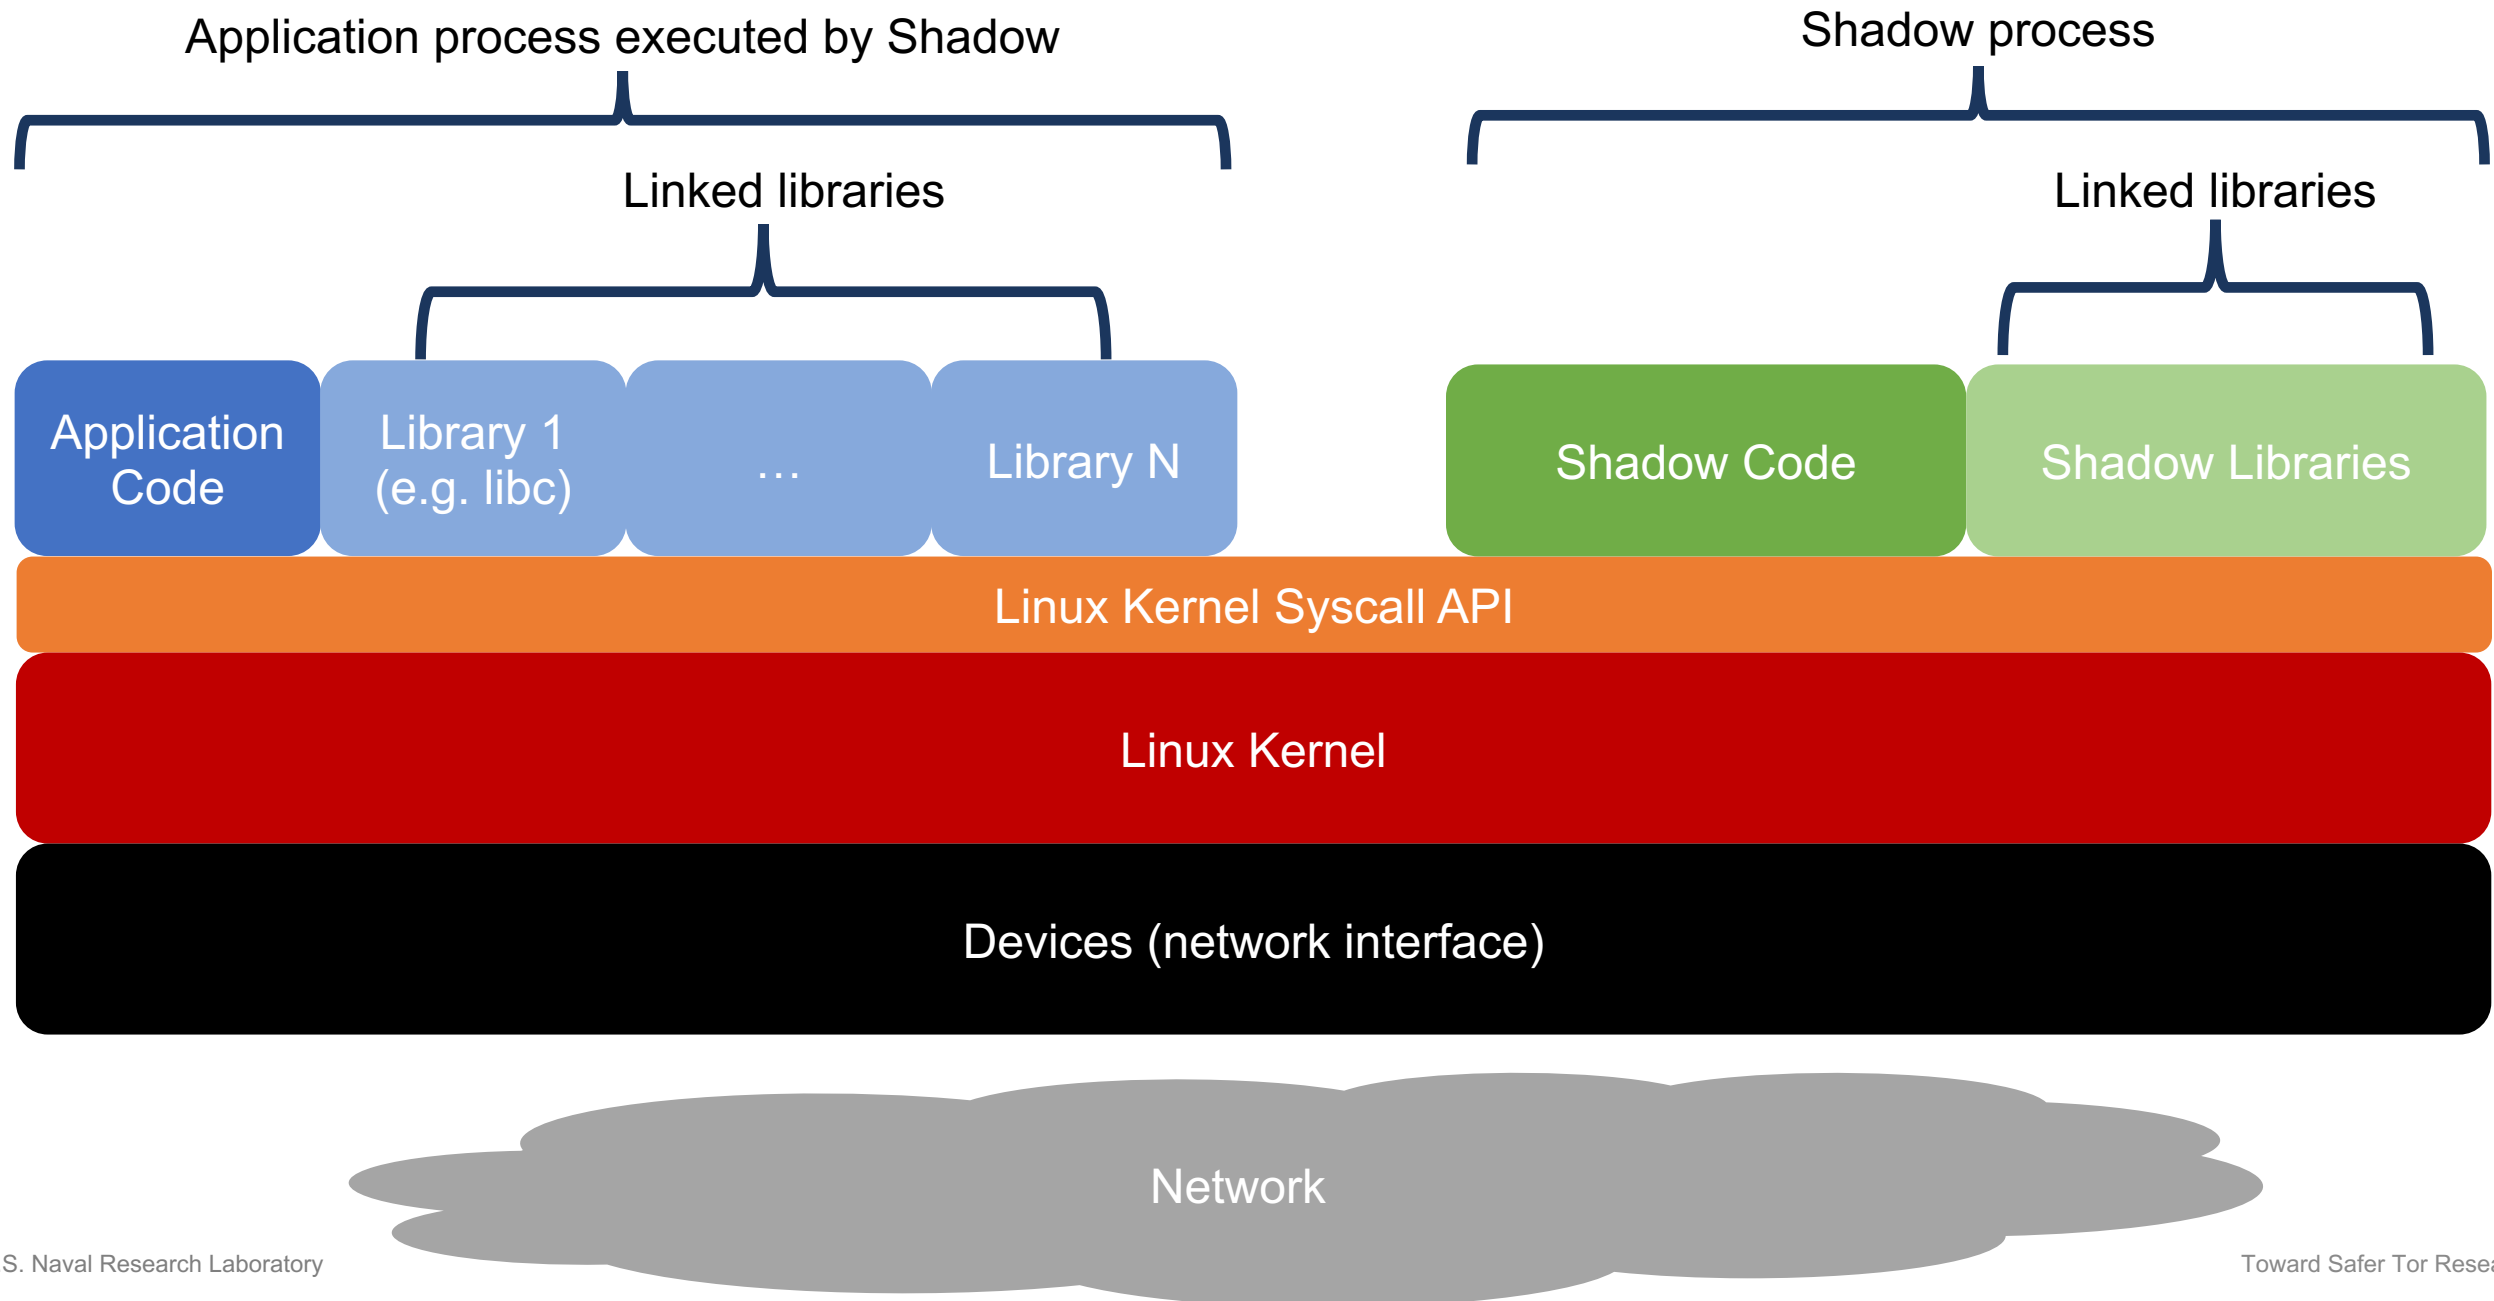 Application process executed by Shadow
Shadow process
Linked libraries
Linked libraries
Application
Code
Library 1
(e.g. libc)
…
Library N
Shadow Code
Shadow Libraries
Linux Kernel Syscall API
Linux Kernel
Devices (network interface)
Network
S. Naval Research Laboratory
Toward Safer Tor